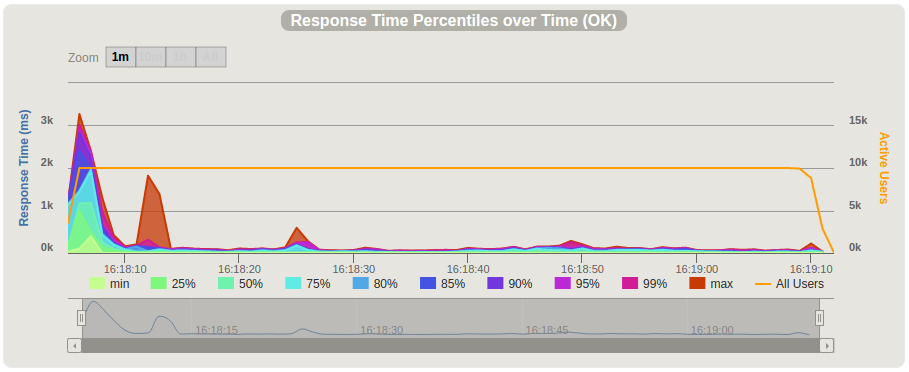 Response Time Percentiles over Time (OK)
Zoom 1m 10m 1h All
3k 15k
2k 10k
1k 5k
0k 0k
Response Time (ms)
Active Users
16:18:10 16:18:20 16:18:30 16:18:40 16:18:50 16:19:00 16:19:10
min 25% 50% 75% 80% 85% 90% 95% 99% max All Users
16:18:15 16:18:30 16:18:45 16:19:00